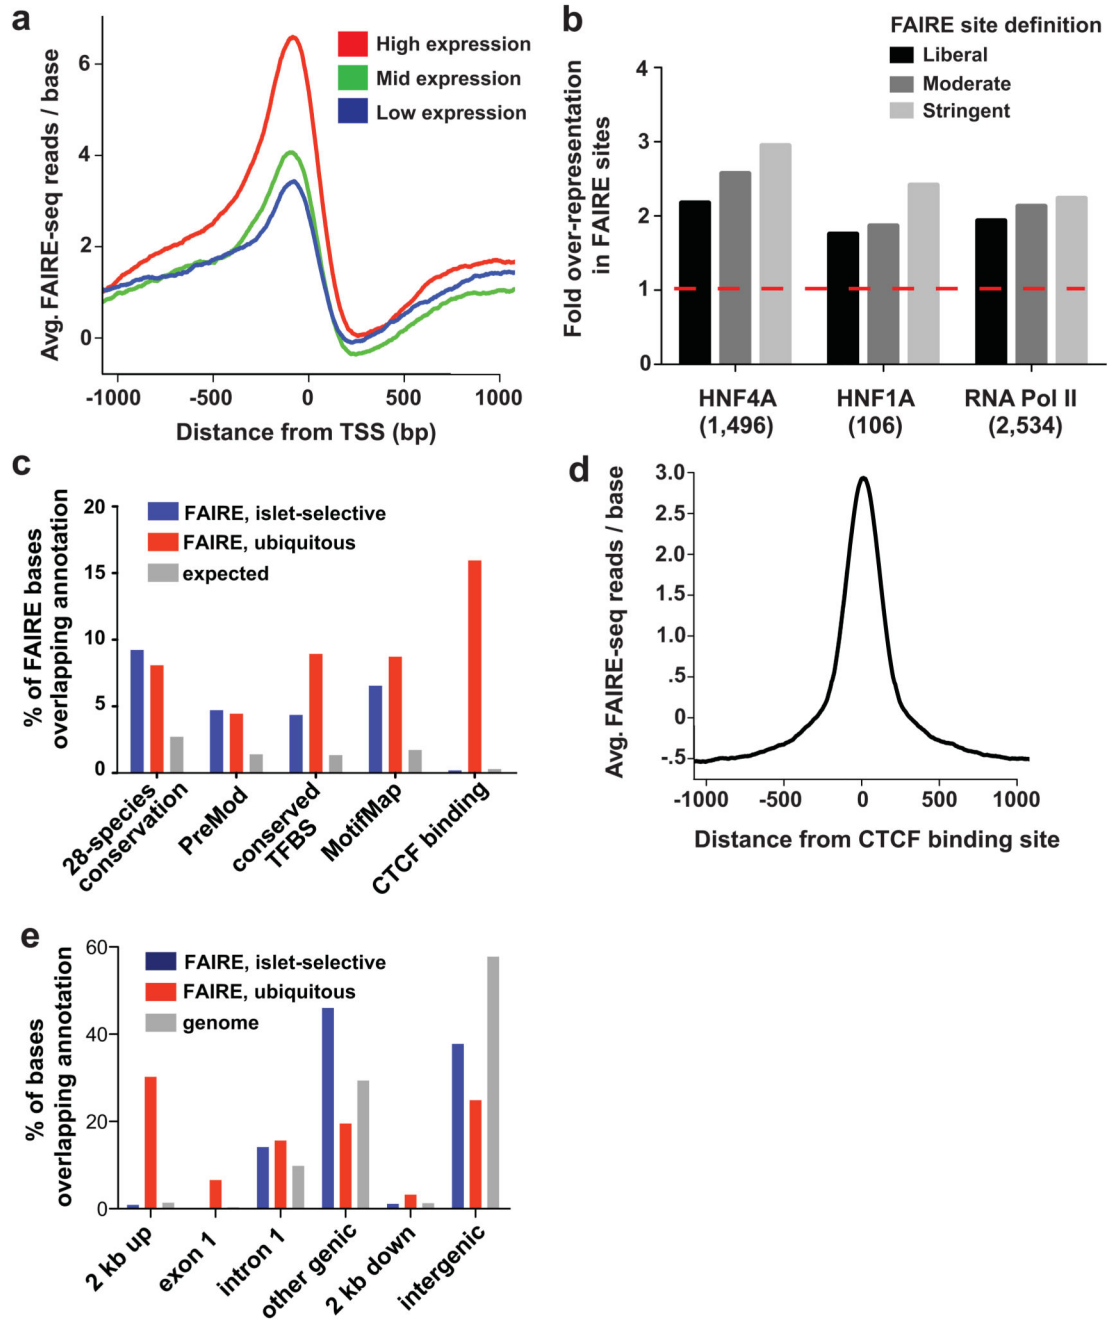 a
Avg. FAIRE-seq reads / base
6
4
2
0
High expression
Mid expression
Low expression
-1000
-500
0
500
1000
Distance from TSS (bp)
b
Fold over-representation
in FAIRE sites
FAIRE site definition
Liberal
Moderate
Stringent
4
3
2
1
0
HNF4A
(1,496)
HNF1A
(106)
RNA Pol II
(2,534)
c
% of FAIRE bases
overlapping annotation
20
15
10
5
0
FAIRE, islet-selective
FAIRE, ubiquitous
expected
28-species
conservation
PreMod
conserved
TFBS
MotifMap
CTCF binding
d
Avg. FAIRE-seq reads / base
3.0
2.5
2.0
1.5
1.0
.5
0
-.5
-1000
-500
0
500
1000
Distance from CTCF binding site
e
% of bases
overlapping annotation
60
40
20
0
FAIRE, islet-selective
FAIRE, ubiquitous
genome
2 kb up
exon 1
intron 1
other genic
2 kb down
intergenic